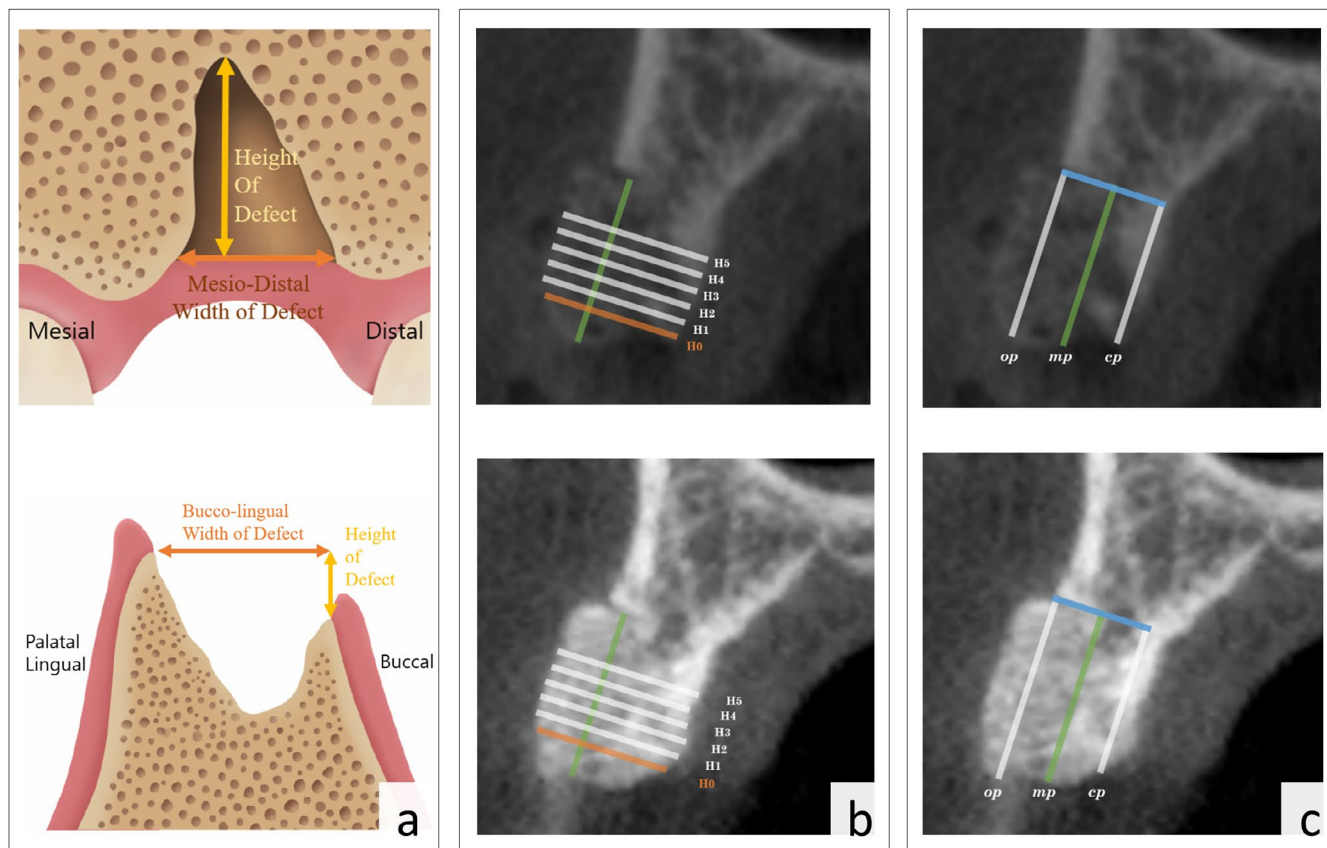 Height
Of
Defect
Mesio-Distal
Width of Defect
Mesial
Distal
Bucco-lingual
Width of Defect
Height
of
Defect
Palatal
Lingual
Buccal
a
H5
H4
H3
H2
H1
H0
H5
H4
H3
H2
H1
H0
b
op
mp
cp
op
mp
cp
c